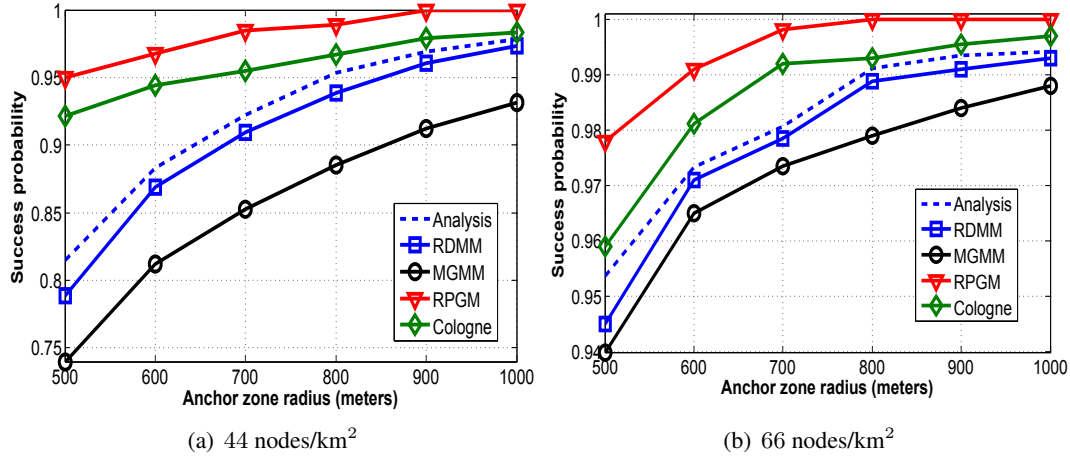 1
0.95
0.9
0.85
0.8
0.75
500 600 700 800 900 1000
Success probability
Anchor zone radius (meters)
Analysis
RDMM
MGMM
RPGM
Cologne
(a) 44 nodes/km²
1
0.99
0.98
0.97
0.96
0.95
0.94
500 600 700 800 900 1000
Success probability
Anchor zone radius (meters)
Analysis
RDMM
MGMM
RPGM
Cologne
(b) 66 nodes/km²